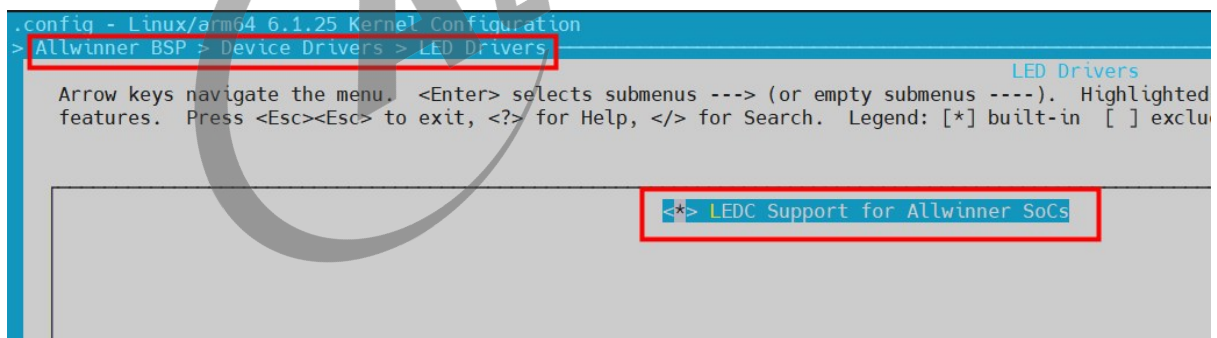 .config - Linux/arm64 6.1.25 Kernel Configuration
> Allwinner BSP > Device Drivers > LED Drivers
LED Drivers
Arrow keys navigate the menu. <Enter> selects submenus ---> (or empty submenus ----). Highlighted
features. Press <Esc><Esc> to exit, <?> for Help, </> for Search. Legend: [*] built-in [ ] exclu
<*> LEDC Support for Allwinner SoCs